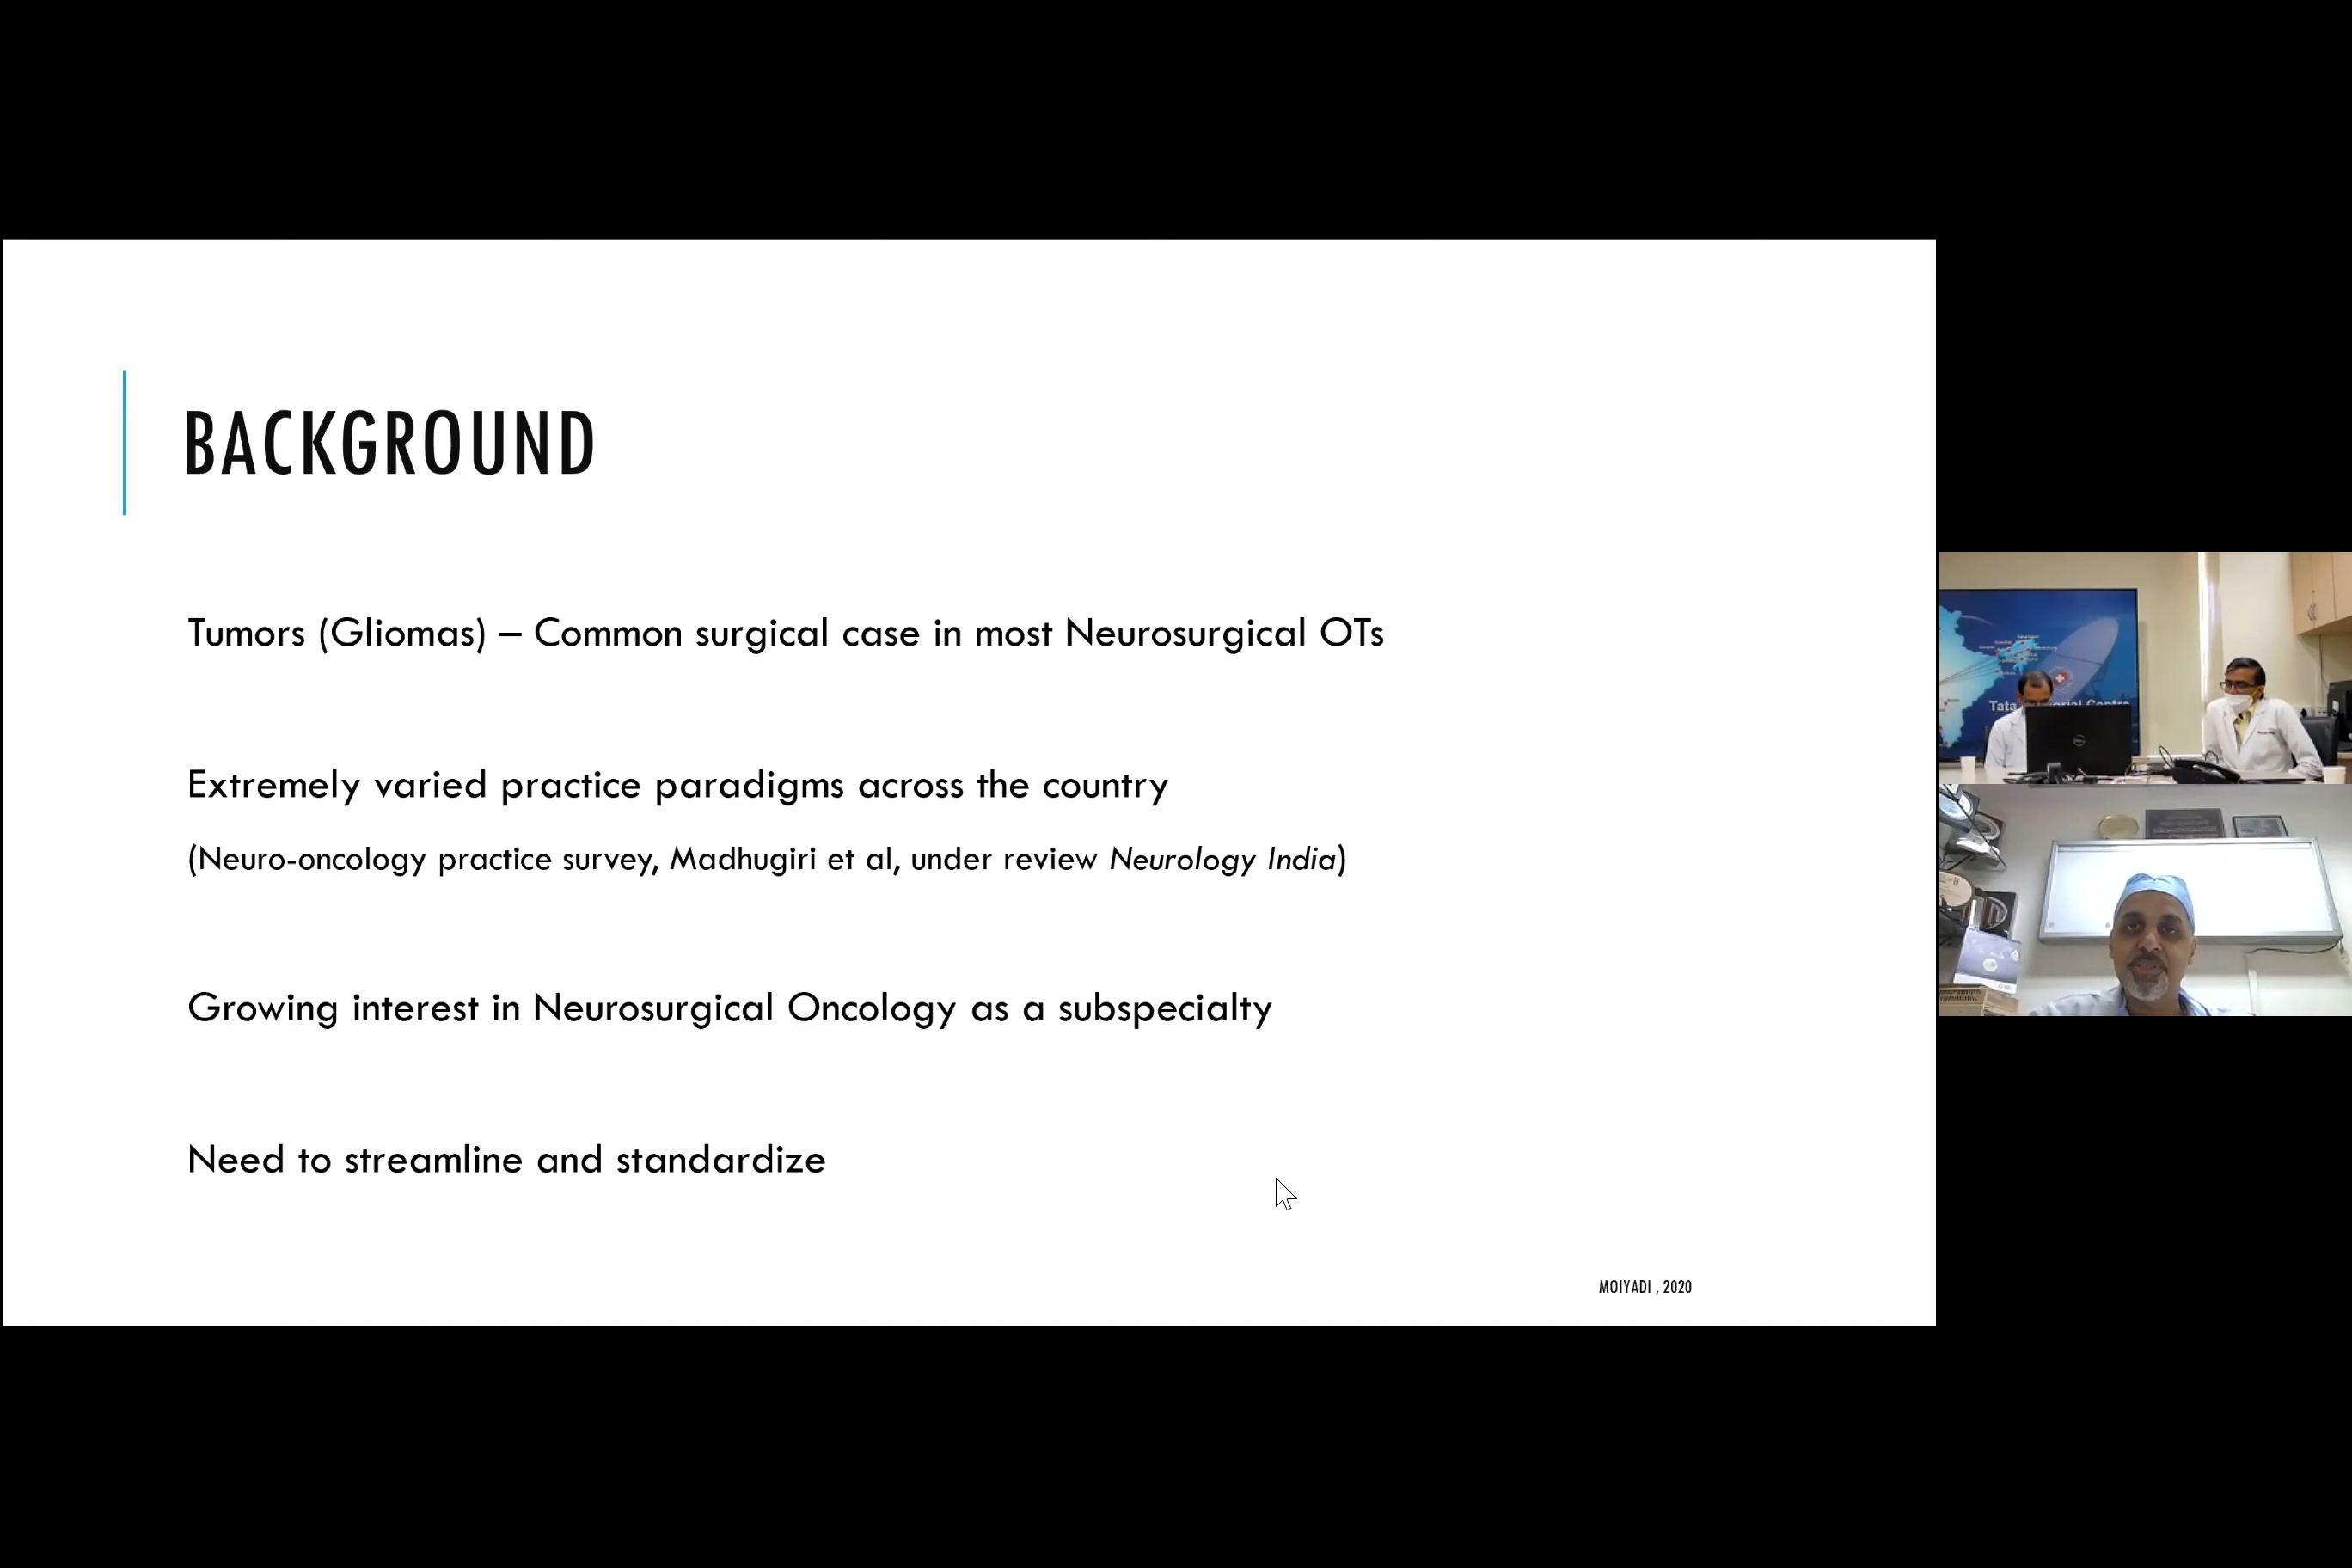 BACKGROUND
Tumors (Gliomas) – Common surgical case in most Neurosurgical OTs
Extremely varied practice paradigms across the country
(Neuro-oncology practice survey, Madhugiri et al, under review Neurology India)
Growing interest in Neurosurgical Oncology as a subspecialty
Need to streamline and standardize
MOIYADI , 2020
Tata
Centre